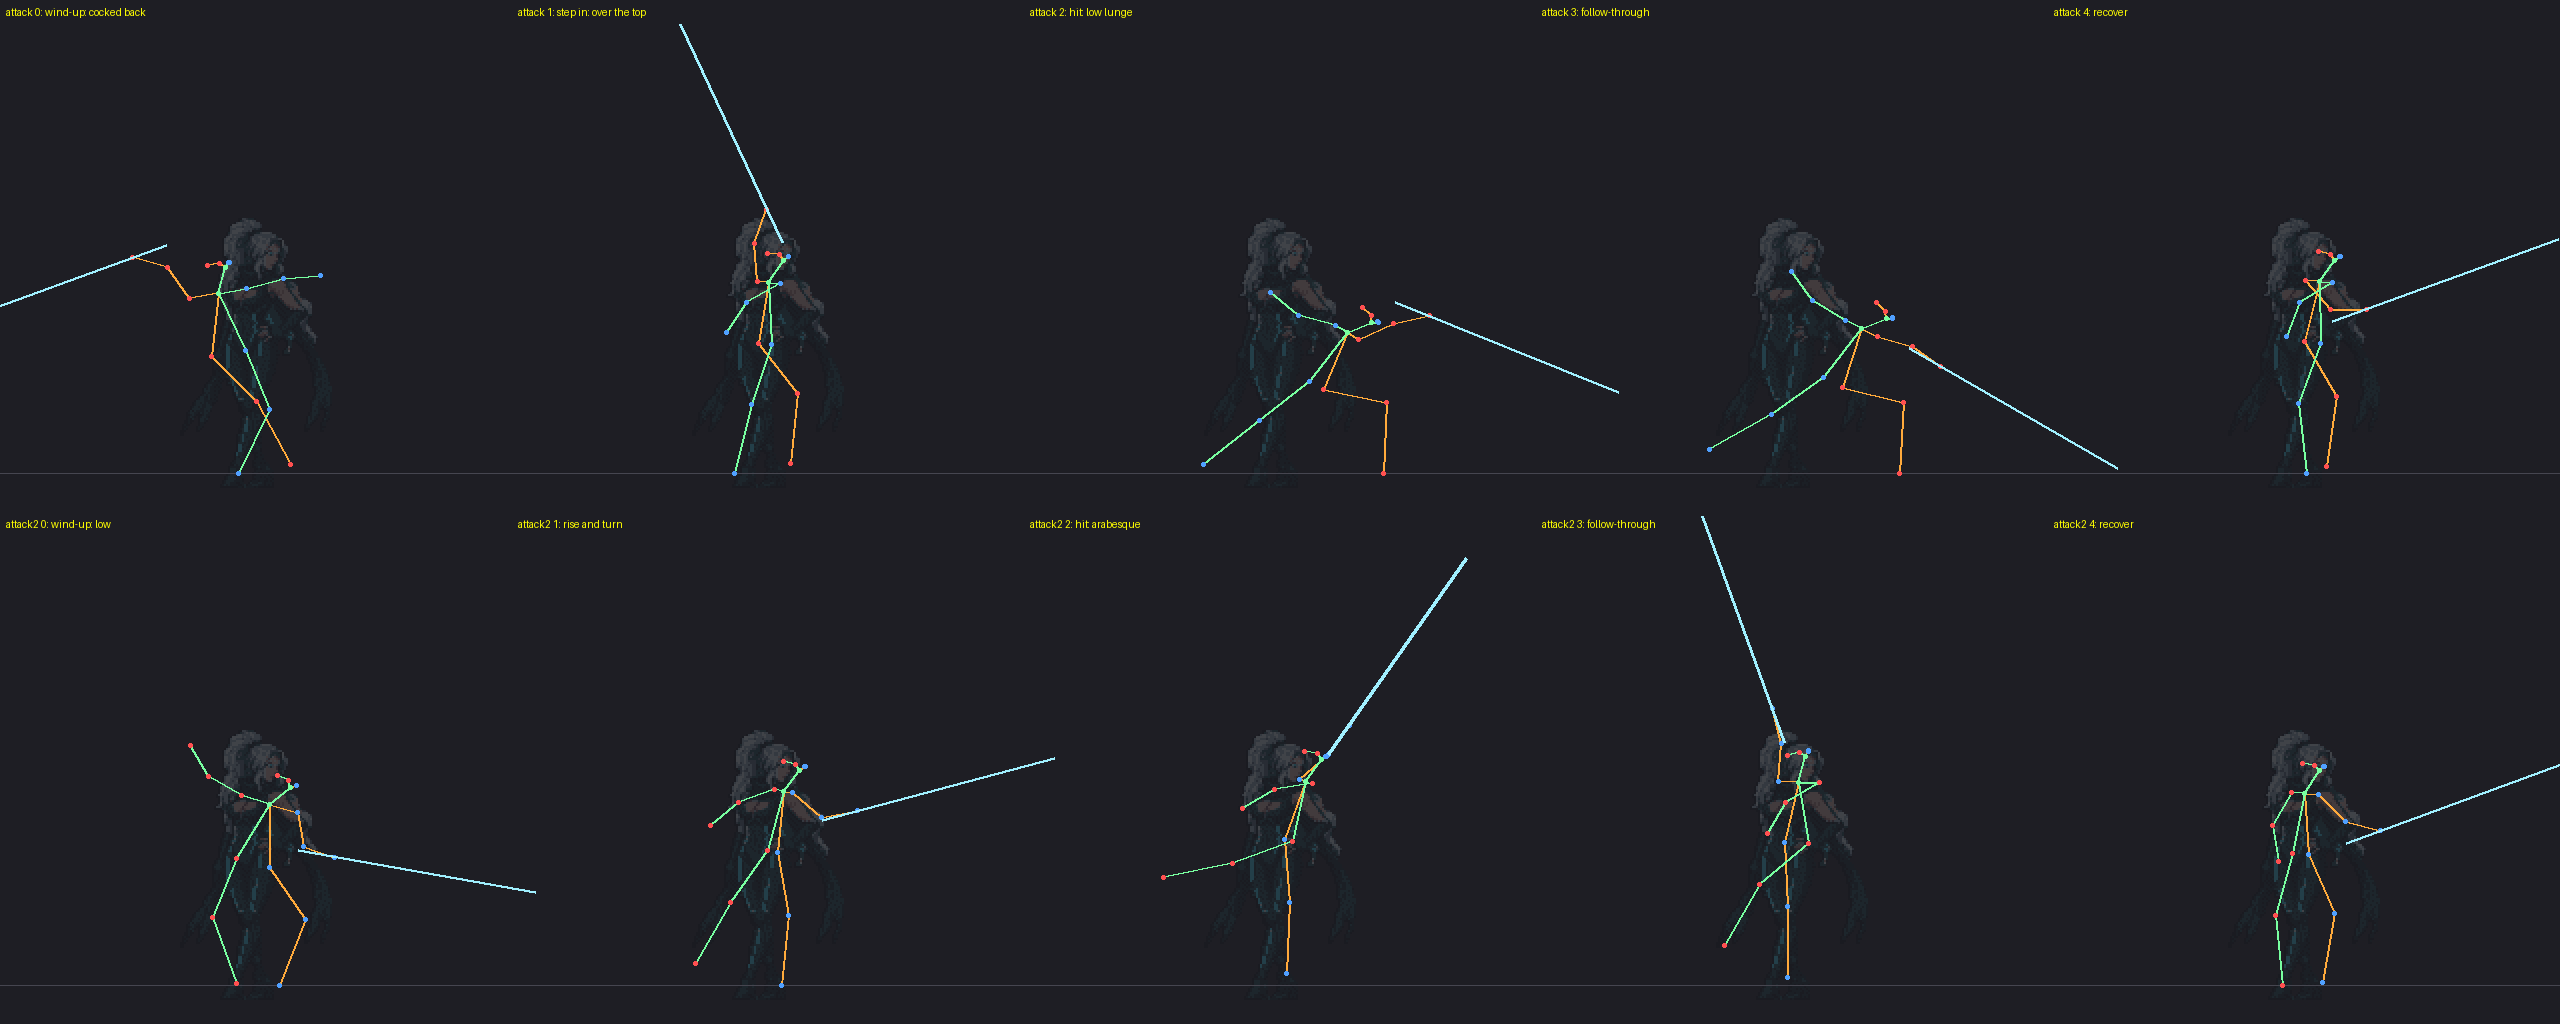 attack 0: wind-up: cocked back
attack 1: step in: over the top
attack 2: hit: low lunge
attack 3: follow-through
attack 4: recover
attack2 0: wind-up: low
attack2 1: rise and turn
attack2 2: hit: arabesque
attack2 3: follow-through
attack2 4: recover